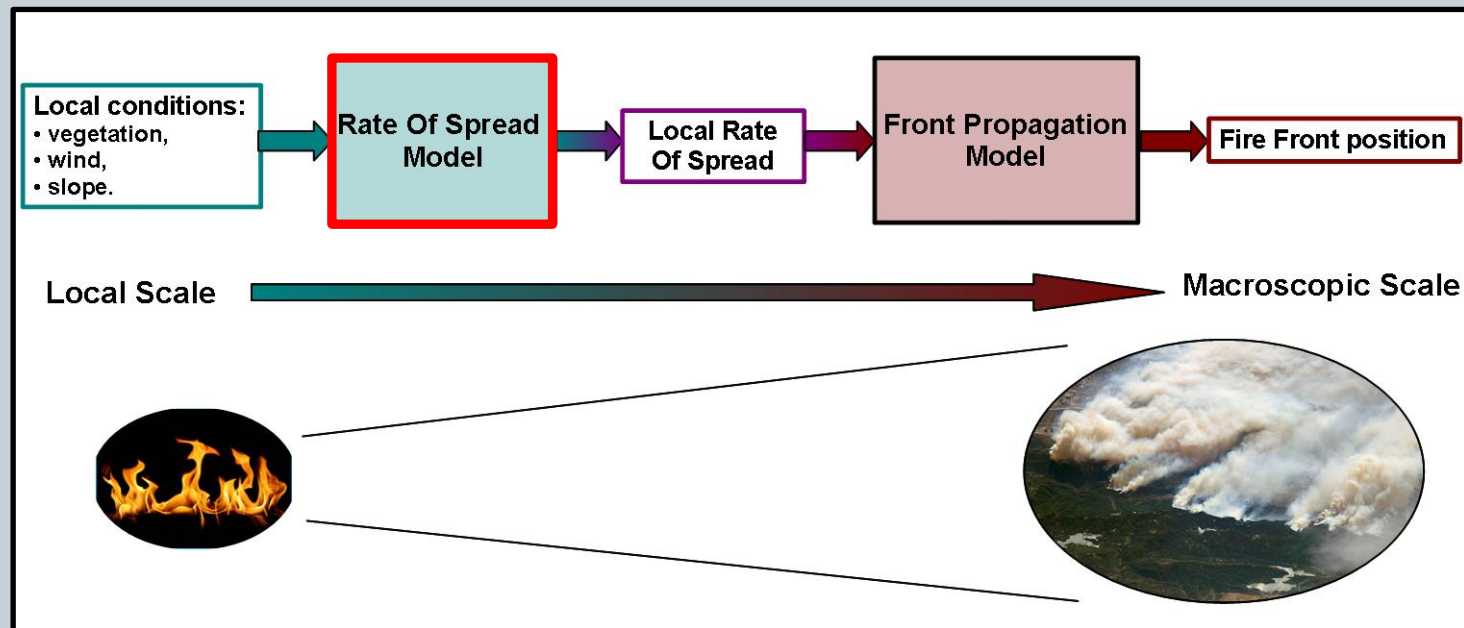 Local conditions:
• vegetation,
• wind,
• slope.
Rate Of Spread
Model
Local Rate
Of Spread
Front Propagation
Model
Fire Front position
Local Scale
Macroscopic Scale